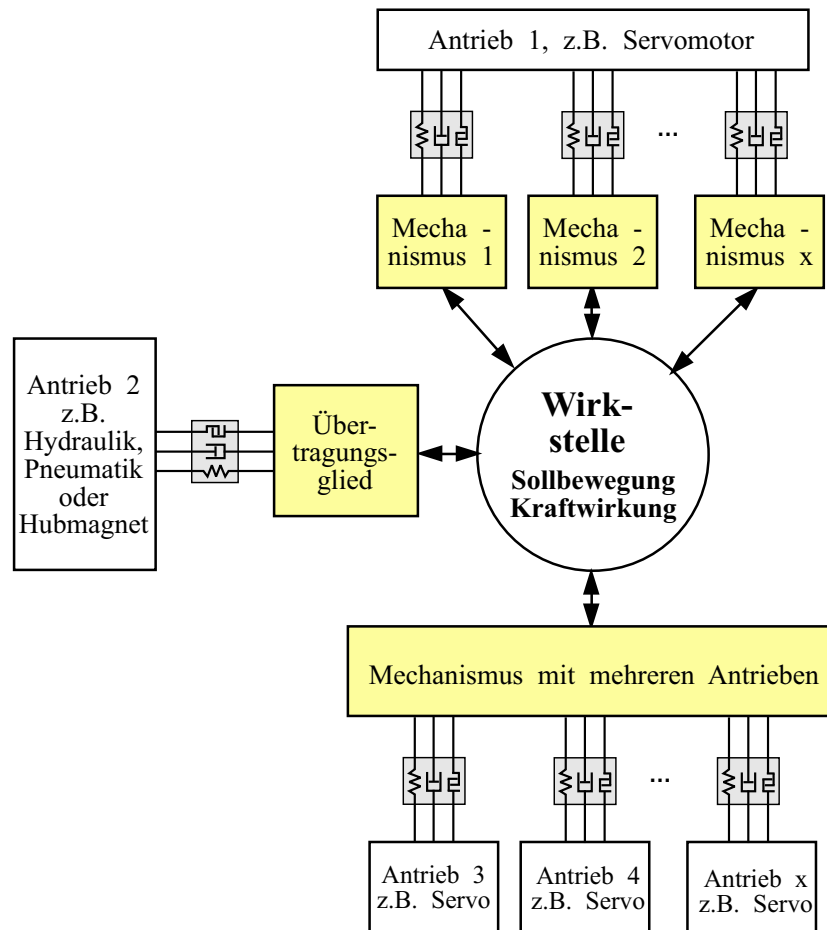 Antrieb 1, z.B. Servomotor
...
Mecha -
nismus 1
Mecha -
nismus 2
Mecha -
nismus x
Antrieb 2
z.B.
Hydraulik,
Pneumatik
oder
Hubmagnet
Über-
tragungs-
glied
Wirk-
stelle
Sollbewegung
Kraftwirkung
Mechanismus mit mehreren Antrieben
...
Antrieb 3
z.B. Servo
Antrieb 4
z.B. Servo
Antrieb x
z.B. Servo